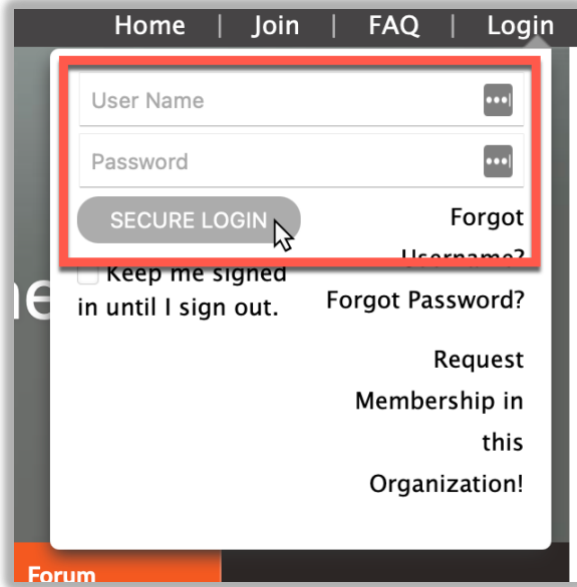 Home | Join | FAQ | Login
User Name
Password
SECURE LOGIN
Forgot
Username?
Keep me signed
in until I sign out.
Forgot Password?
Request
Membership in
this
Organization!
Forum